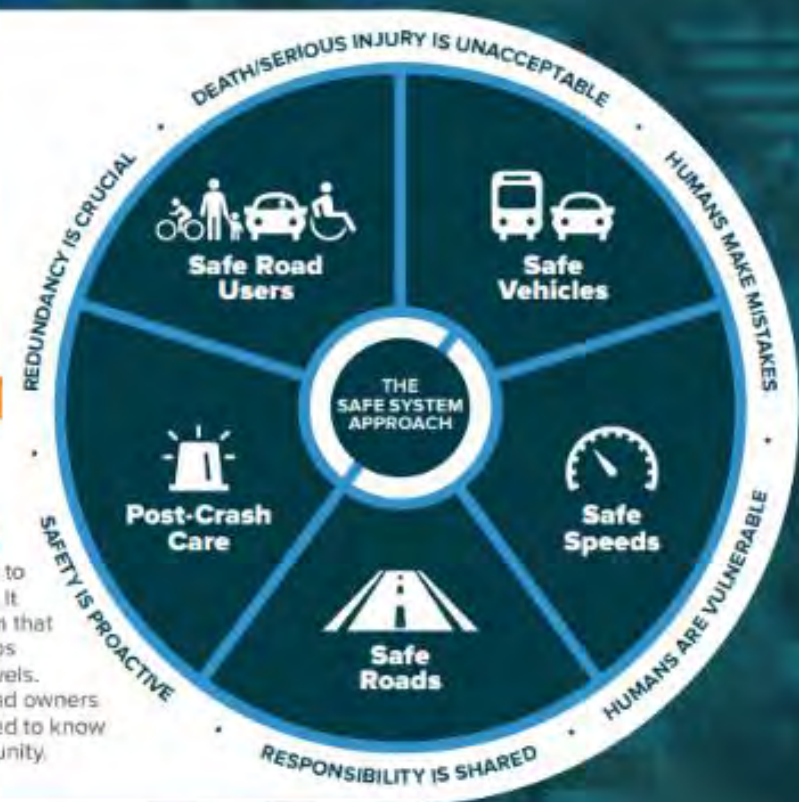 DEATH/SERIOUS INJURY IS UNACCEPTABLE
HUMANS MAKE MISTAKES
HUMANS ARE VULNERABLE
RESPONSIBILITY IS SHARED
SAFETY IS PROACTIVE
REDUNDANCY IS CRUCIAL
Safe Road
Users
Safe
Vehicles
THE
SAFE SYSTEM
APPROACH
Post-Crash
Care
Safe
Speeds
Safe
Roads
to
It
that
vels.
owners
ed to know
unity.